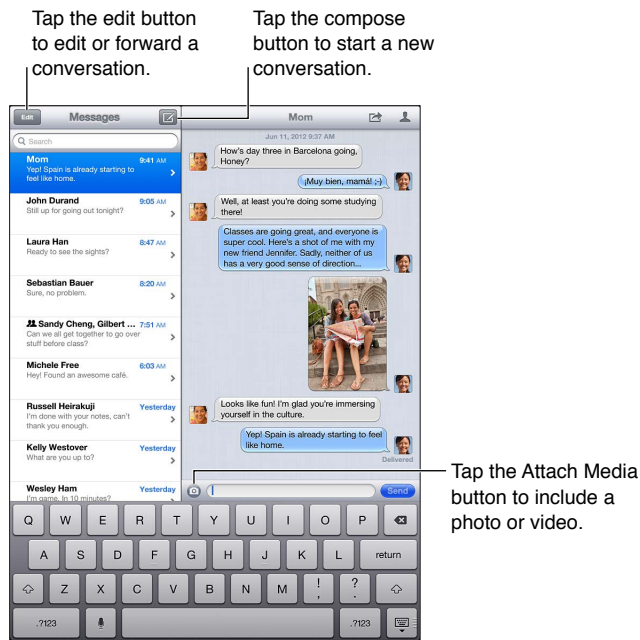 Tap the edit button
to edit or forward a
conversation.
Tap the compose
button to start a new
conversation.
Edit
Messages
Search
Mom
9:41 AM
Yep! Spain is already starting to
feel like home.
John Durand
9:05 AM
Still up for going out tonight?
Laura Han
8:47 AM
Ready to see the sights?
Sebastian Bauer
8:20 AM
Sure, no problem.
Sandy Cheng, Gilbert ...
7:51 AM
Can we all get together to go over
stuff before class?
Michele Free
6:03 AM
Hey! Found an awesome café.
Russell Heirakuji
Yesterday
I'm done with your notes, can't
thank you enough.
Kelly Westover
Yesterday
What are you up to?
Wesley Ham
Yesterday
I'm game. In 10 minutes?
Mom
Jun 11, 2012 9:37 AM
How's day three in Barcelona going,
Honey?
¡Muy bien, mamá! ;-)
Well, at least you're doing some studying
there!
Classes are going great, and everyone is
super cool. Here's a shot of me with my
new friend Jennifer. Sadly, neither of us
has a very good sense of direction...
Looks like fun! I'm glad you're immersing
yourself in the culture.
Yep! Spain is already starting to feel
like home.
Delivered
Send
Tap the Attach Media
button to include a
photo or video.
Q W E R T Y U I O P
A S D F G H J K L return
Z X C V B N M ! , ? .
.?123 .?123